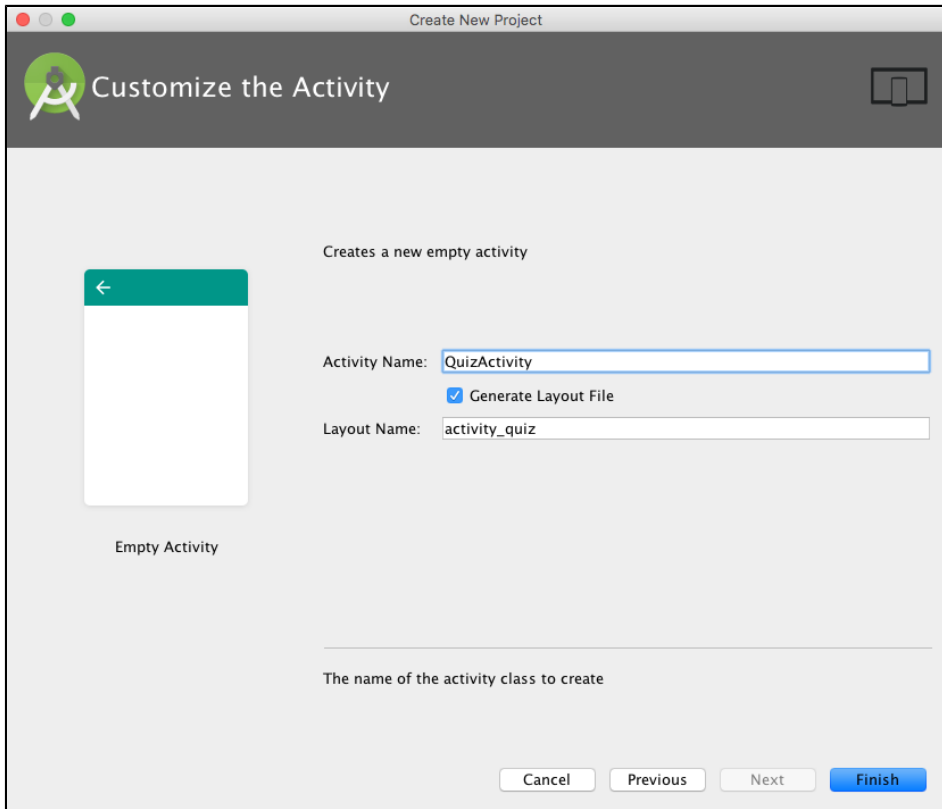 Create New Project
Customize the Activity
Creates a new empty activity
Activity Name: QuizActivity
Generate Layout File
Layout Name: activity_quiz
Empty Activity
The name of the activity class to create
Cancel Previous Next Finish